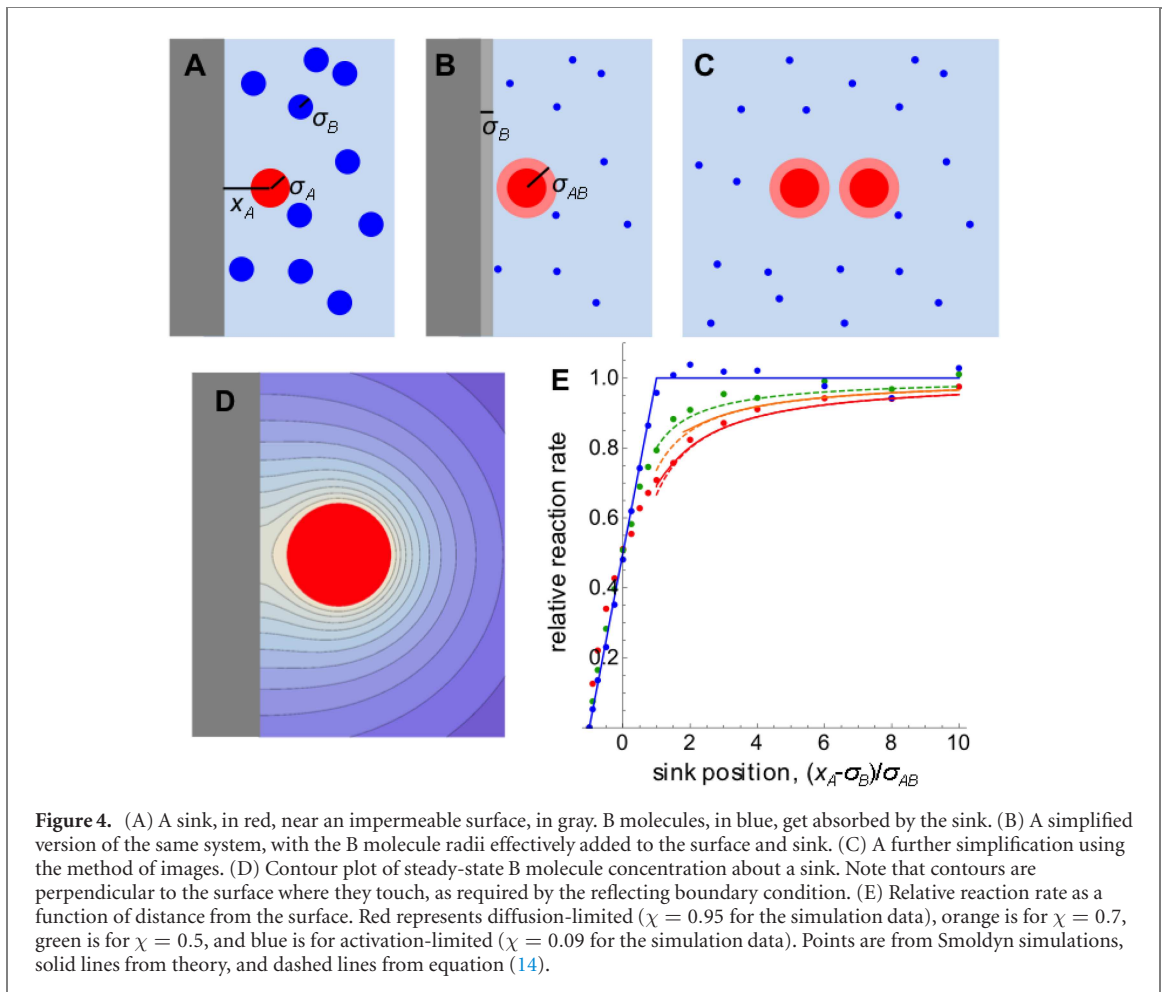 A
B
C
σB
σA
xA
σB
σAB
D
E
relative reaction rate
1.0
0.8
0.6
0.4
0.2
0 2 4 6 8 10
sink position, (xA-σB)/σAB
Figure 4. (A) A sink, in red, near an impermeable surface, in gray. B molecules, in blue, get absorbed by the sink. (B) A simplified
version of the same system, with the B molecule radii effectively added to the surface and sink. (C) A further simplification using
the method of images. (D) Contour plot of steady-state B molecule concentration about a sink. Note that contours are
perpendicular to the surface where they touch, as required by the reflecting boundary condition. (E) Relative reaction rate as a
function of distance from the surface. Red represents diffusion-limited (χ = 0.95 for the simulation data), orange is for χ = 0.7,
green is for χ = 0.5, and blue is for activation-limited (χ = 0.09 for the simulation data). Points are from Smoldyn simulations,
solid lines from theory, and dashed lines from equation (14).